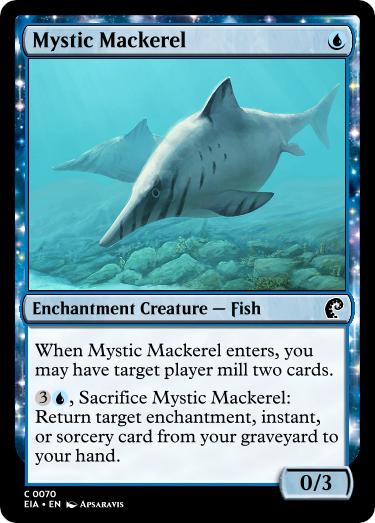 Mystic Mackerel
Enchantment Creature — Fish
When Mystic Mackerel enters, you
may have target player mill two cards.
3, Sacrifice Mystic Mackerel:
Return target enchantment, instant,
or sorcery card from your graveyard to
your hand.
0/3
C 0070
EIA • EN Apsaravis